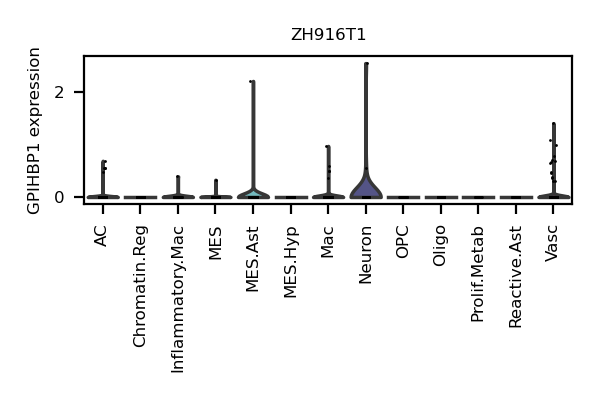 ZH916T1
GPIHBP1 expression
2
0
AC
Chromatin.Reg
Inflammatory.Mac
MES
MES.Ast
MES.Hyp
Mac
Neuron
OPC
Oligo
Prolif.Metab
Reactive.Ast
Vasc